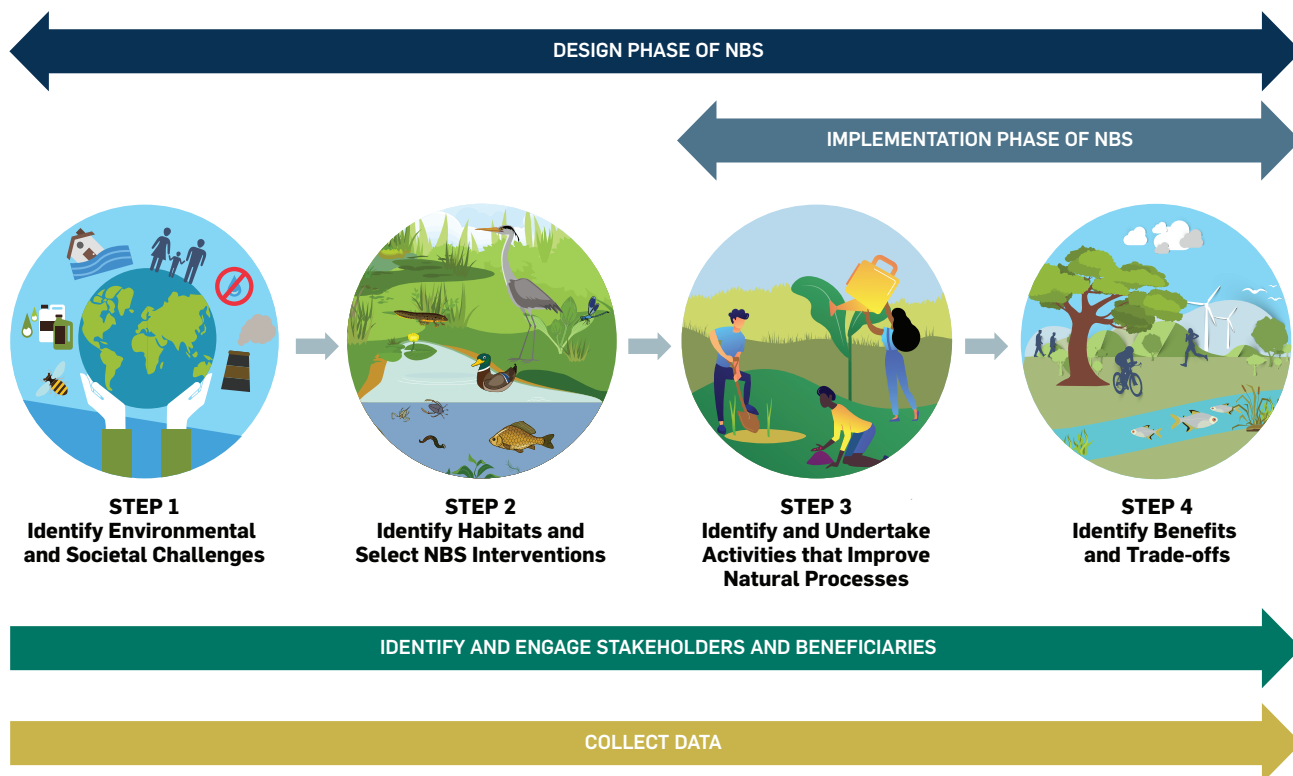 DESIGN PHASE OF NBS
IMPLEMENTATION PHASE OF NBS
STEP 1
Identify Environmental
and Societal Challenges
STEP 2
Identify Habitats and
Select NBS Interventions
STEP 3
Identify and Undertake
Activities that Improve
Natural Processes
STEP 4
Identify Benefits
and Trade-offs
IDENTIFY AND ENGAGE STAKEHOLDERS AND BENEFICIARIES
COLLECT DATA